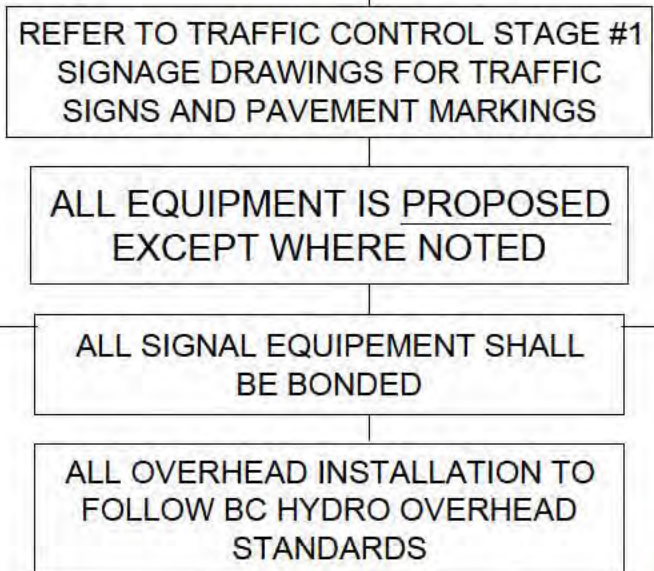 REFER TO TRAFFIC CONTROL STAGE #1
SIGNAGE DRAWINGS FOR TRAFFIC
SIGNS AND PAVEMENT MARKINGS
ALL EQUIPMENT IS PROPOSED
EXCEPT WHERE NOTED
ALL SIGNAL EQUIPEMENT SHALL
BE BONDED
ALL OVERHEAD INSTALLATION TO
FOLLOW BC HYDRO OVERHEAD
STANDARDS